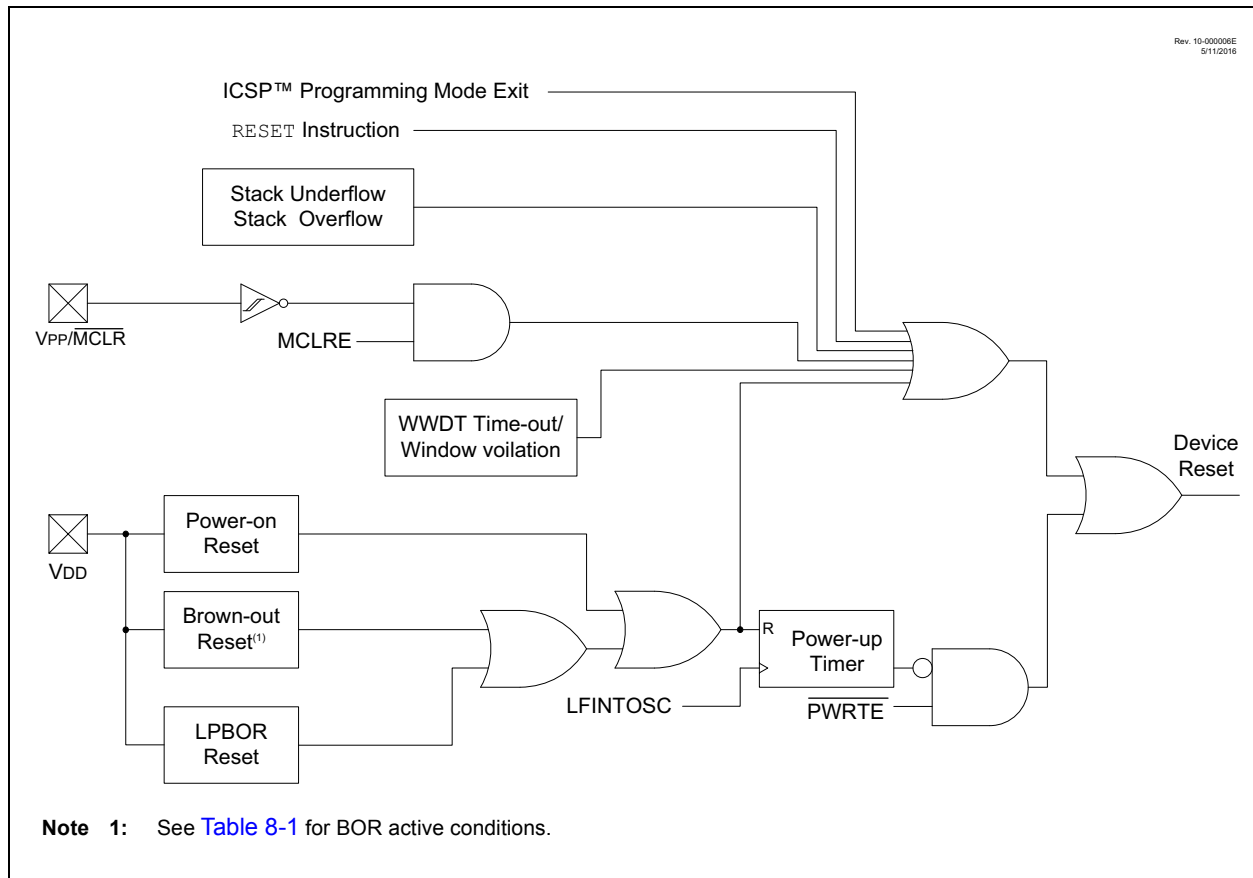 Rev. 10-000006E
5/11/2016
ICSP™ Programming Mode Exit
RESET Instruction
Stack Underflow
Stack Overflow
VPP/MCLR
MCLRE
WWDT Time-out/
Window voilation
Device
Reset
Power-on
Reset
VDD
Brown-out
Reset(1)
R
Power-up
Timer
LFINTOSC
PWRTE
LPBOR
Reset
Note 1: See Table 8-1 for BOR active conditions.